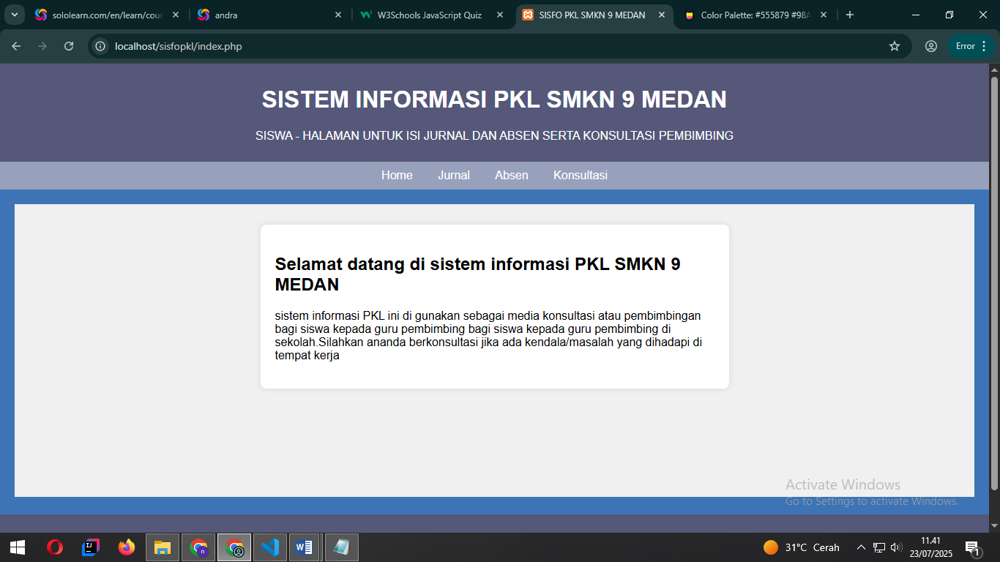 sololearn.com/en/learn/cour
andra
W3Schools JavaScript Quiz
SISFO PKL SMKN 9 MEDAN
Color Palette: #555879 #98A
localhost/sisfopkl/index.php
Error
SISTEM INFORMASI PKL SMKN 9 MEDAN
SISWA - HALAMAN UNTUK ISI JURNAL DAN ABSEN SERTA KONSULTASI PEMBIMBING
Home Jurnal Absen Konsultasi
Selamat datang di sistem informasi PKL SMKN 9
MEDAN
sistem informasi PKL ini di gunakan sebagai media konsultasi atau pembimbingan
bagi siswa kepada guru pembimbing bagi siswa kepada guru pembimbing di
sekolah.Silahkan ananda berkonsultasi jika ada kendala/masalah yang dihadapi di
tempat kerja
Activate Windows
Go to Settings to activate Windows.
31°C Cerah
11.41
23/07/2025
1